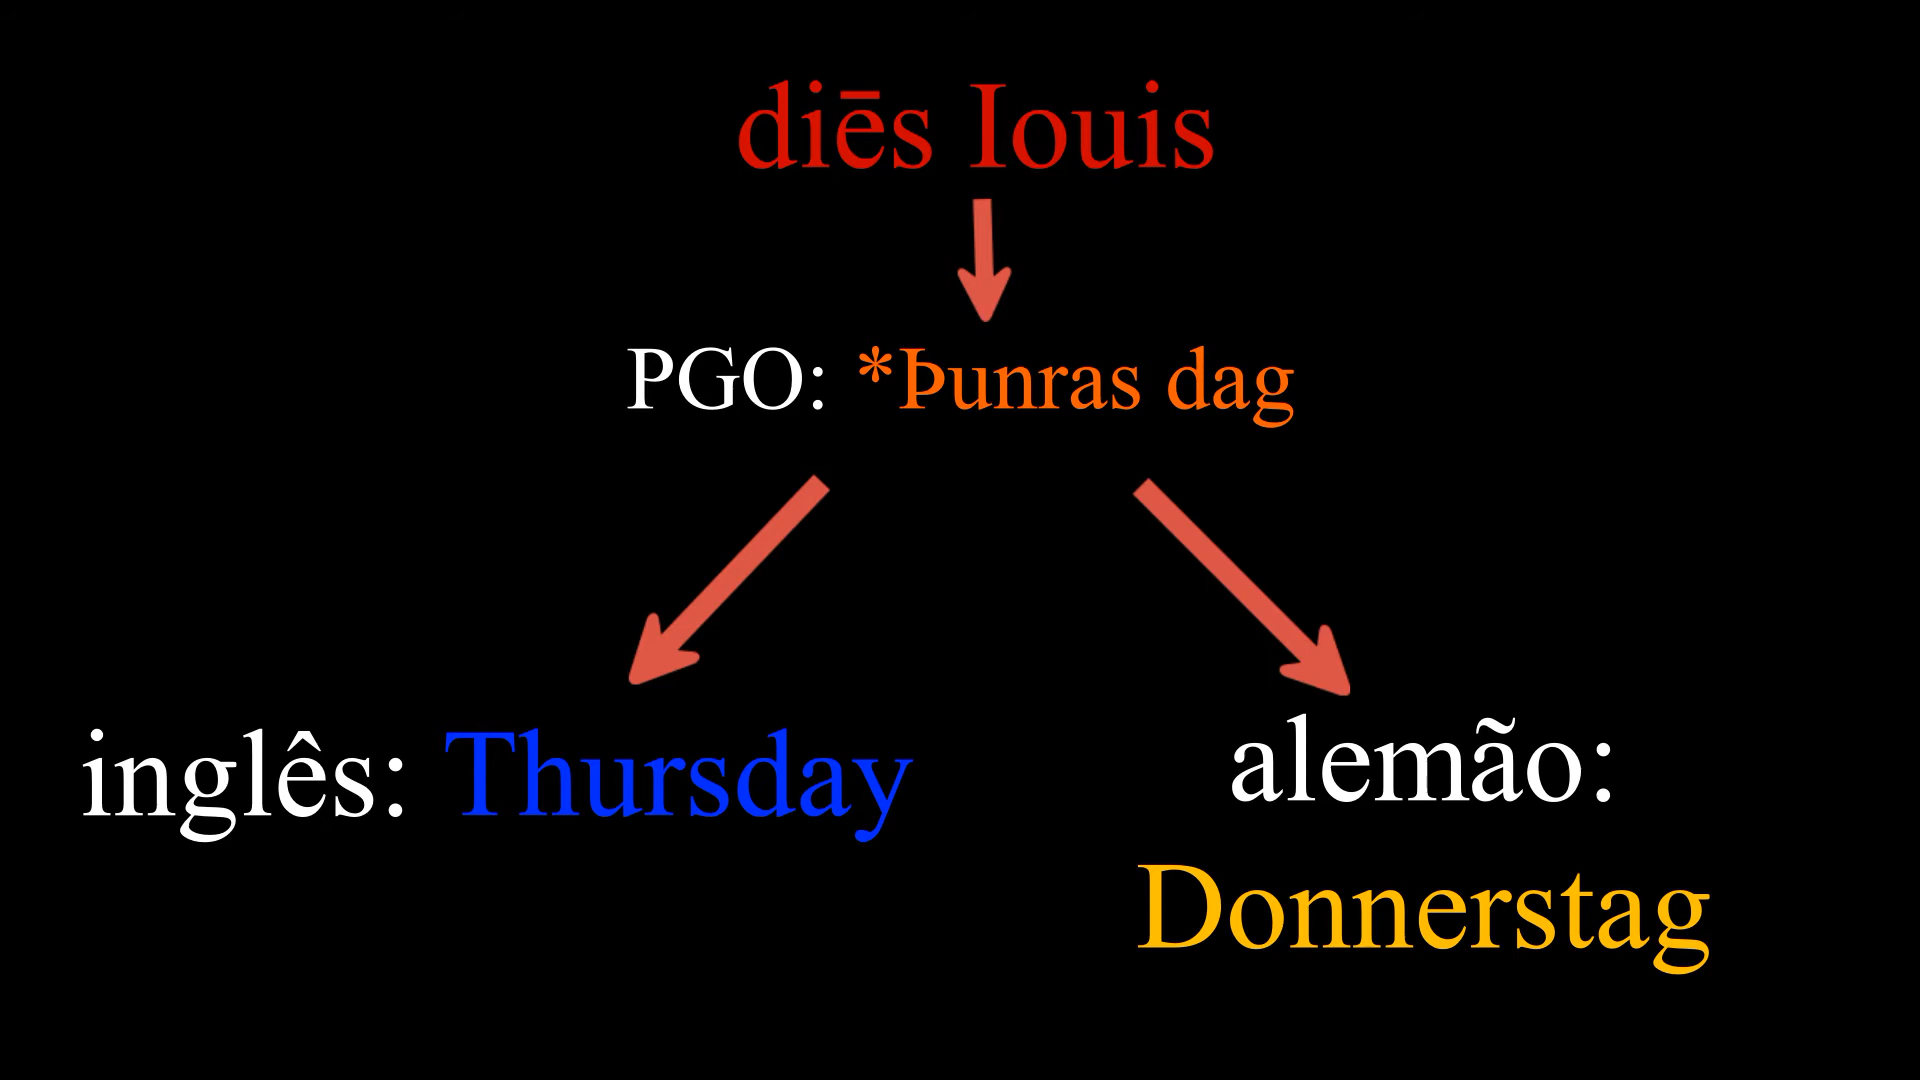 diēs Iouis
PGO: *Þunras dag
inglês: Thursday
alemão:
Donnerstag